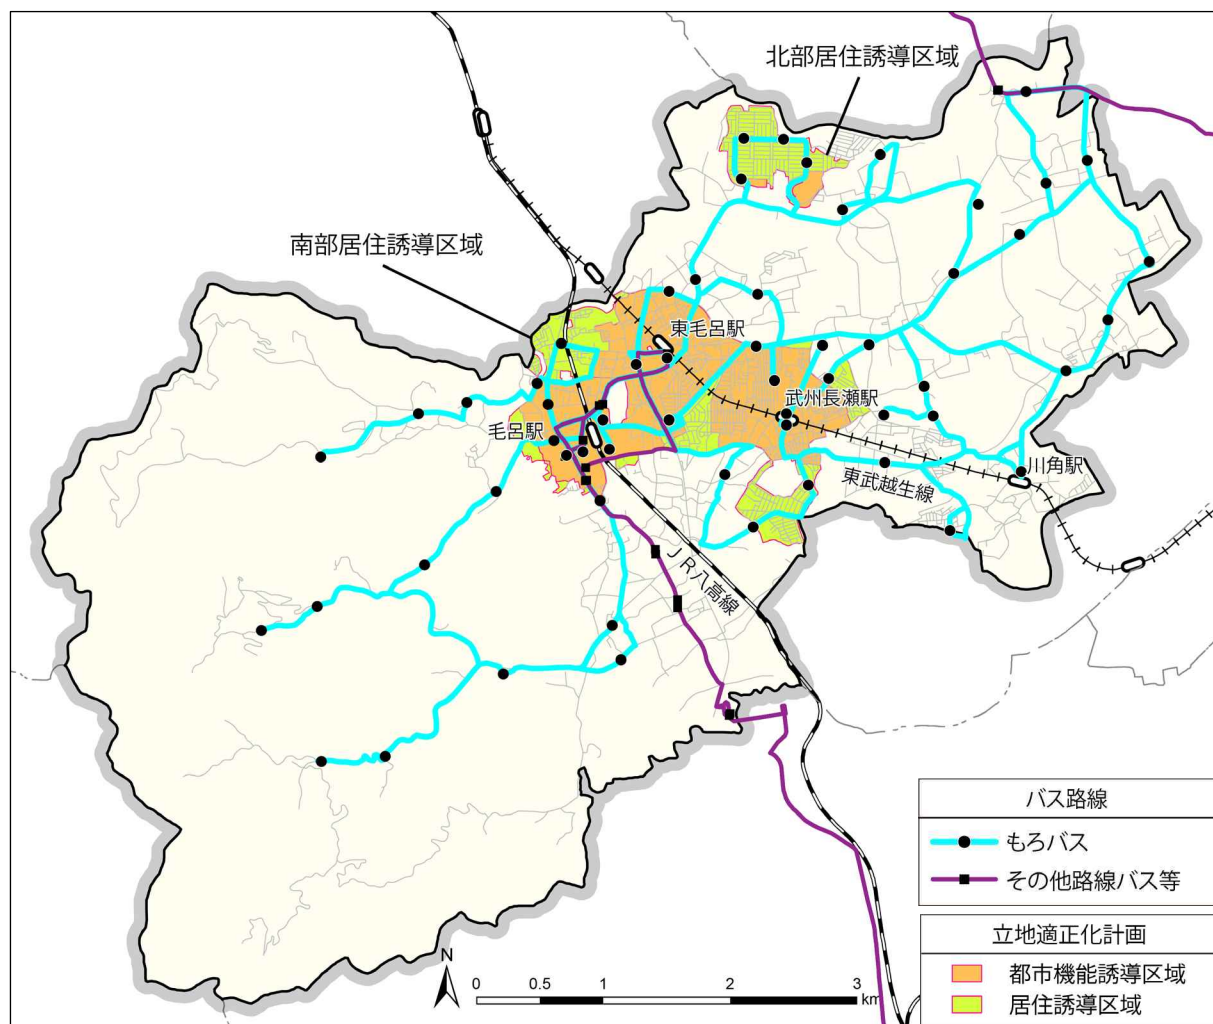 北部居住誘導区域
南部居住誘導区域
東毛呂駅
武州長瀬駅
毛呂駅
川角駅
東武越生線
JR八高線
バス路線
もろバス
その他路線バス等
立地適正化計画
都市機能誘導区域
居住誘導区域
N
0 0.5 1 2 3
km